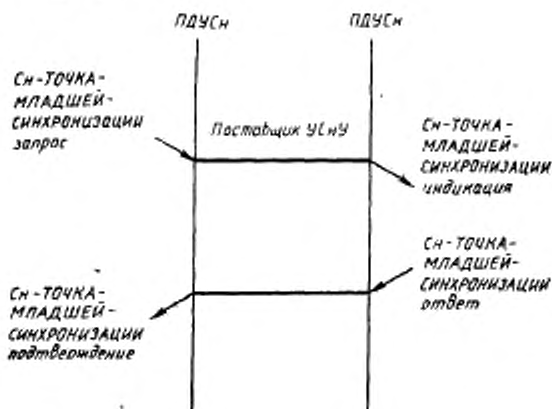 ПДУСн
ПДУСн
Сн-ТОЧКА-
МЛАДШЕЙ-
СИНХРОНИЗАЦИИ
запрос
Поставщик УСнУ
Сн-ТОЧКА-
МЛАДШЕЙ-
СИНХРОНИЗАЦИИ
индикация
Сн-ТОЧКА-
МЛАДШЕЙ-
СИНХРОНИЗАЦИИ
ответ
Сн-ТОЧКА-
МЛАДШЕЙ-
СИНХРОНИЗАЦИИ
подтверждение